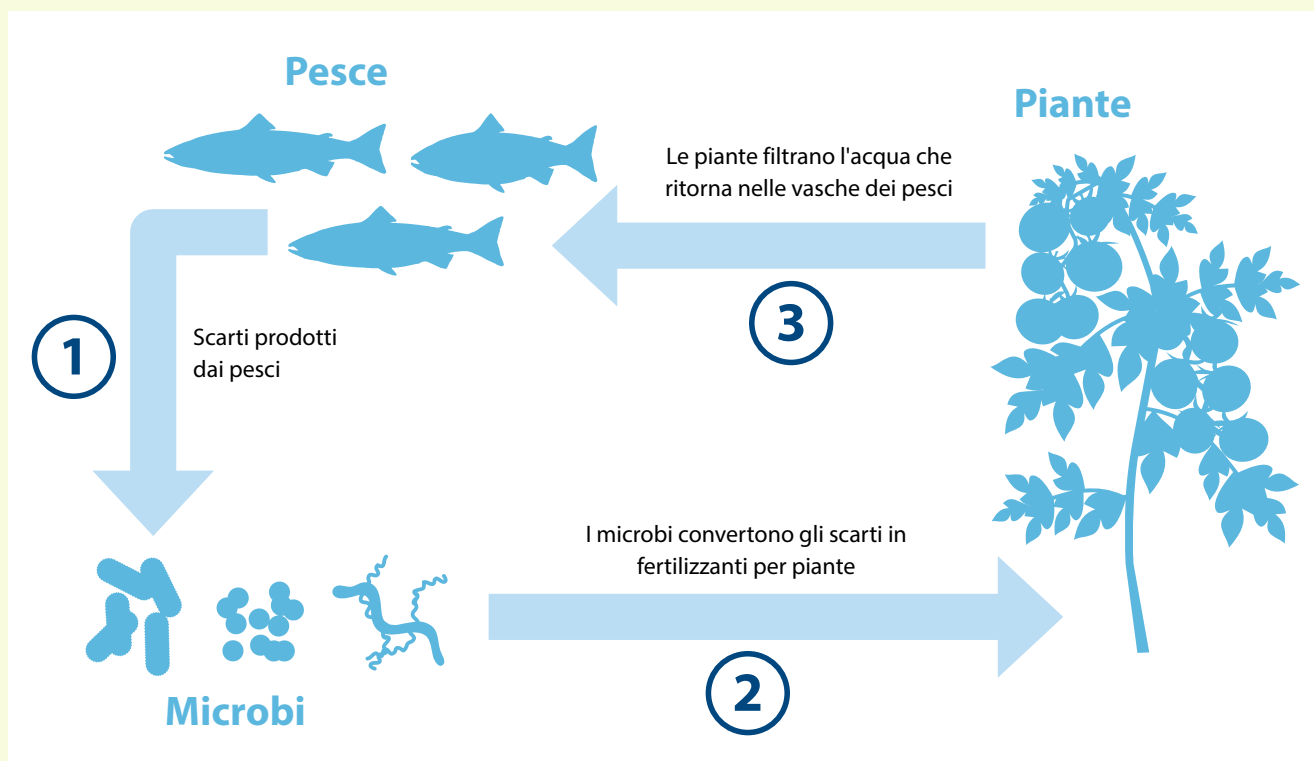 Pesce
Piante
Le piante filtrano l'acqua che
ritorna nelle vasche dei pesci
3
1
Scarti prodotti
dai pesci
I microbi convertono gli scarti in
fertilizzanti per piante
2
Microbi